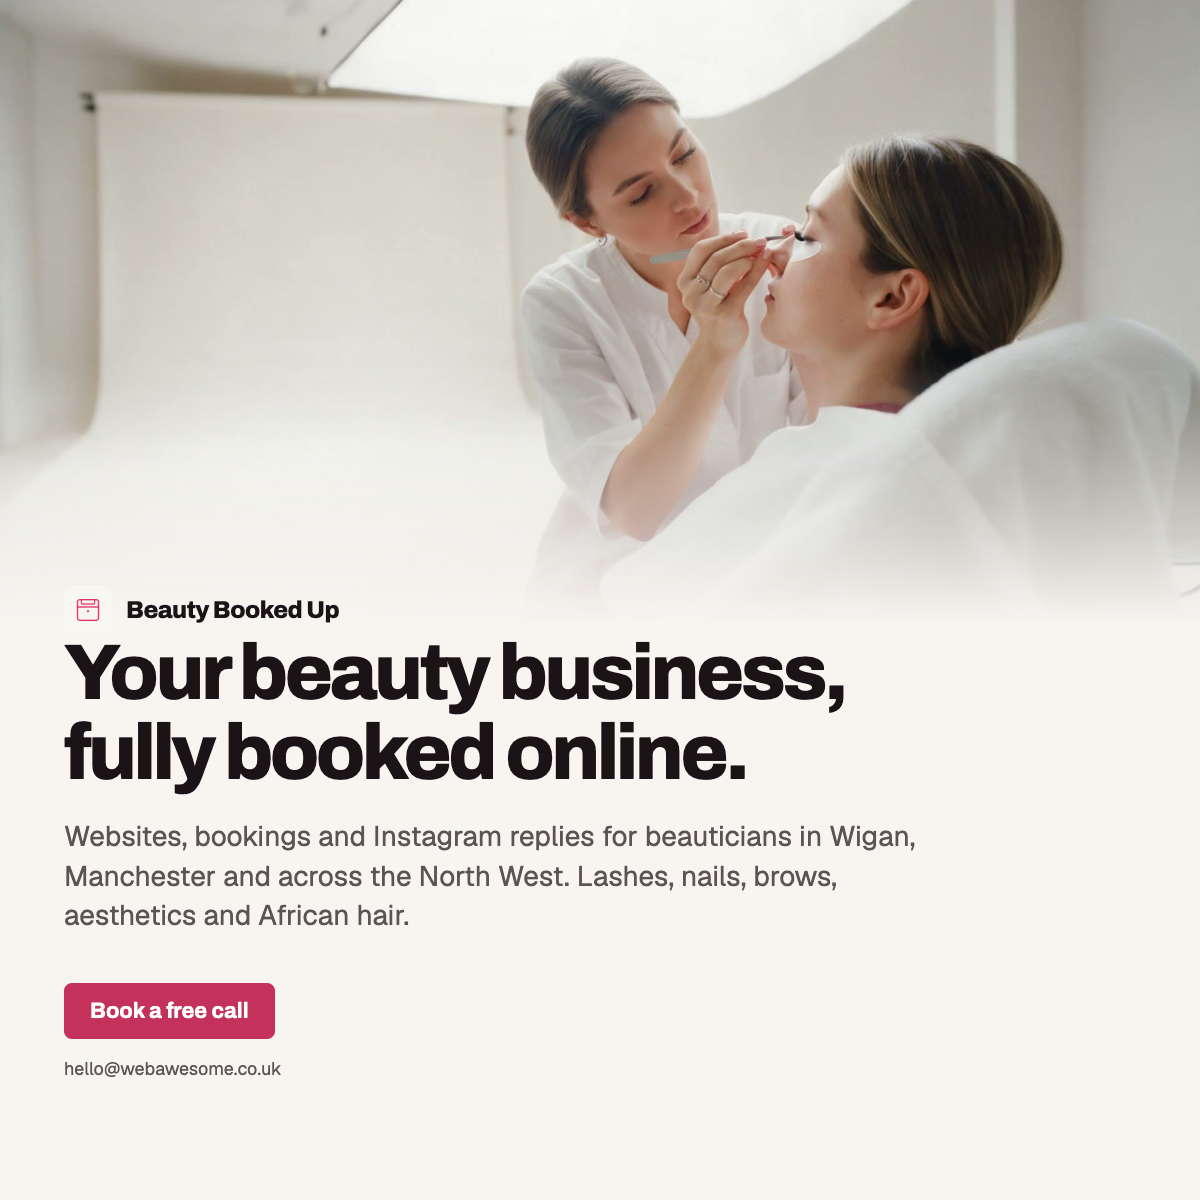 Beauty Booked Up
Your beauty business,
fully booked online.
Websites, bookings and Instagram replies for beauticians in Wigan,
Manchester and across the North West. Lashes, nails, brows,
aesthetics and African hair.
Book a free call
hello@webawesome.co.uk